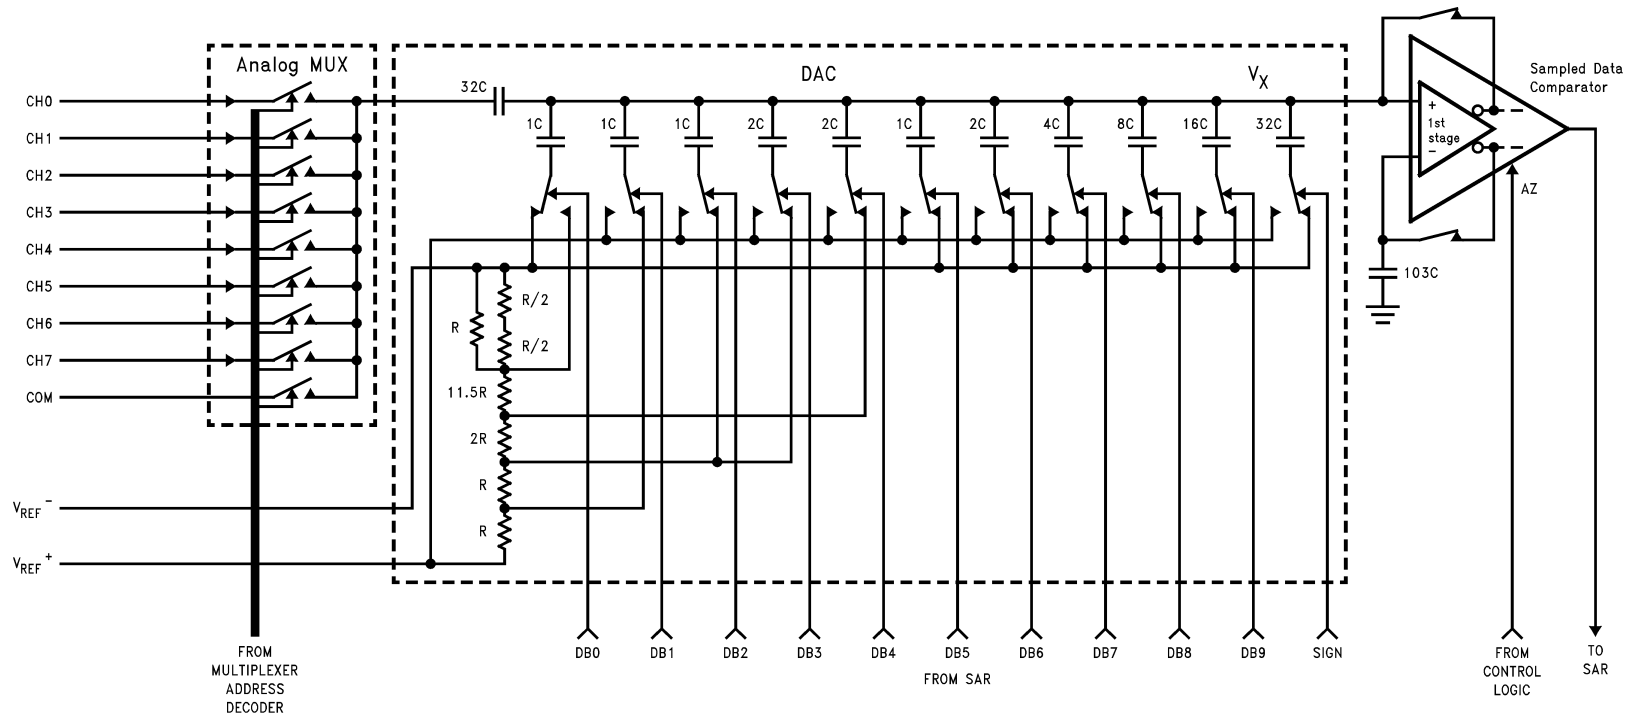 Analog MUX
DAC
V_X
Sampled Data
Comparator
CH0
CH1
CH2
CH3
CH4
CH5
CH6
CH7
COM
V_REF^-
V_REF^+
32C
1C
1C
1C
2C
2C
1C
2C
4C
8C
16C
32C
+
1st
stage
-
AZ
103C
R/2
R
R/2
11.5R
2R
R
R
DB0
DB1
DB2
DB3
DB4
DB5
DB6
DB7
DB8
DB9
SIGN
FROM SAR
FROM
MULTIPLEXER
ADDRESS
DECODER
FROM
CONTROL
LOGIC
TO
SAR